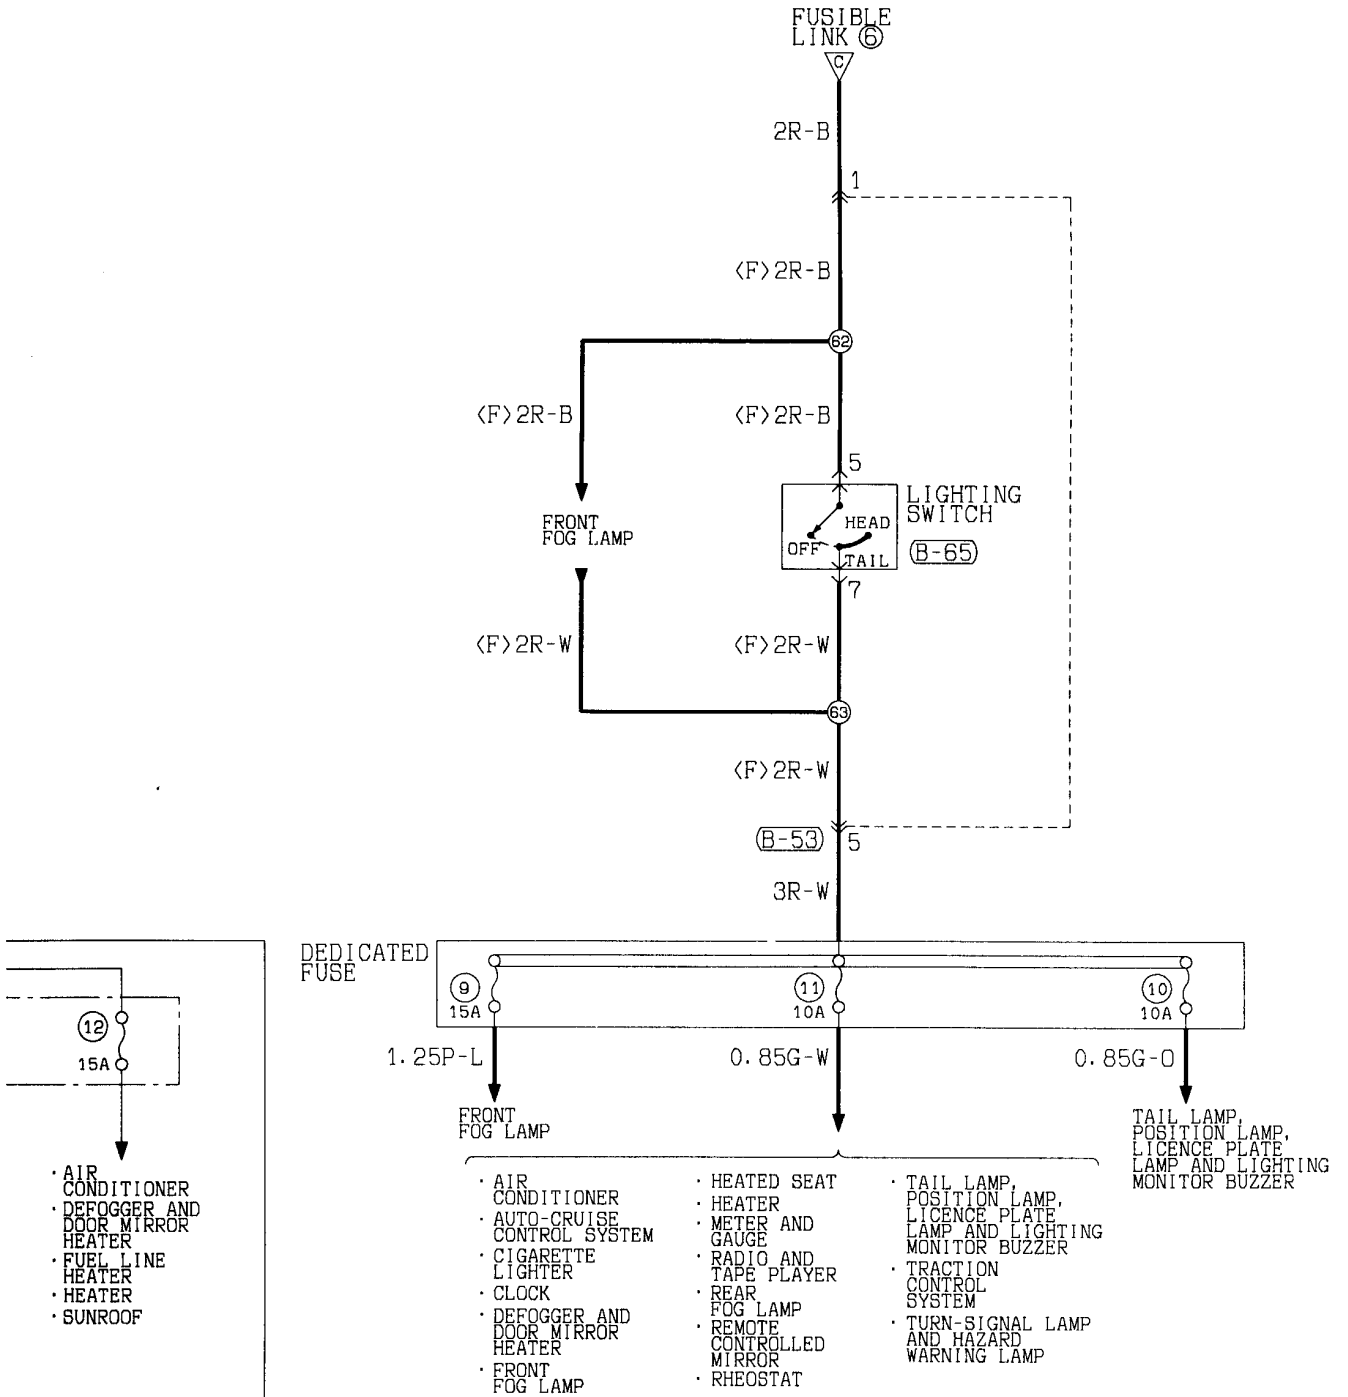 FUSIBLE
LINK ⑥
C
2R-B
1
<F>2R-B
62
<F>2R-B
<F>2R-B
5
LIGHTING
SWITCH
HEAD
OFF
TAIL
B-65
FRONT
FOG LAMP
7
<F>2R-W
<F>2R-W
63
<F>2R-W
B-53
5
3R-W
DEDICATED
FUSE
9
15A
11
10A
10
10A
12
15A
1.25P-L
0.85G-W
0.85G-O
FRONT
FOG LAMP
TAIL LAMP,
POSITION LAMP,
LICENCE PLATE
LAMP AND LIGHTING
MONITOR BUZZER
· AIR
CONDITIONER
· DEFOGGER AND
DOOR MIRROR
HEATER
· FUEL LINE
HEATER
· HEATER
· SUNROOF
· AIR
CONDITIONER
· AUTO-CRUISE
CONTROL SYSTEM
· CIGARETTE
LIGHTER
· CLOCK
· DEFOGGER AND
DOOR MIRROR
HEATER
· FRONT
FOG LAMP
· HEATED SEAT
· HEATER
· METER AND
GAUGE
· RADIO AND
TAPE PLAYER
· REAR
FOG LAMP
· REMOTE
CONTROLLED
MIRROR
· RHEOSTAT
· TAIL LAMP,
POSITION LAMP,
LICENCE PLATE
LAMP AND LIGHTING
MONITOR BUZZER
· TRACTION
CONTROL
SYSTEM
· TURN-SIGNAL LAMP
AND HAZARD
WARNING LAMP